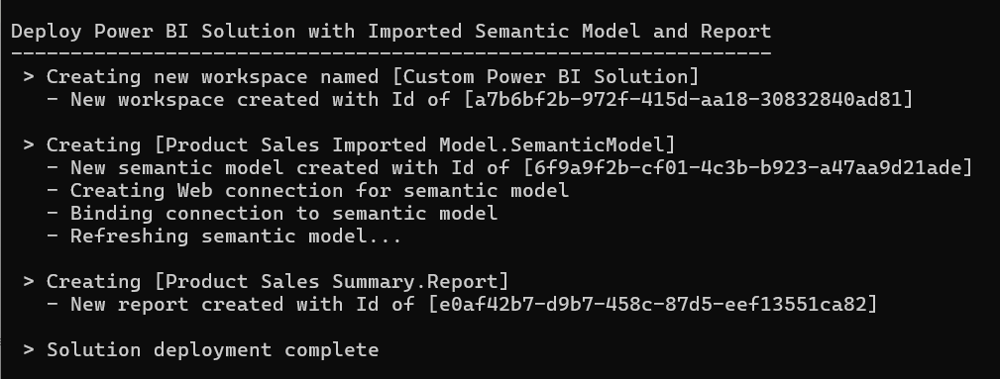 Deploy Power BI Solution with Imported Semantic Model and Report
----------------------------------------------------------------
> Creating new workspace named [Custom Power BI Solution]
- New workspace created with Id of [a7b6bf2b-972f-415d-aa18-30832840ad81]
> Creating [Product Sales Imported Model.SemanticModel]
- New semantic model created with Id of [6f9a9f2b-cf01-4c3b-b923-a47aa9d21ade]
- Creating Web connection for semantic model
- Binding connection to semantic model
- Refreshing semantic model...
> Creating [Product Sales Summary.Report]
- New report created with Id of [e0af42b7-d9b7-458c-87d5-eef13551ca82]
> Solution deployment complete